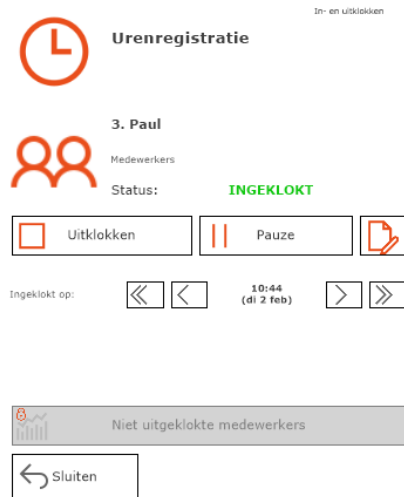 In- en uitklokken
Urenregistratie
3. Paul
Medewerkers
Status: INGEKLOKT
Uitklokken Pauze
Ingeklokt op: 10:44
(di 2 feb)
Niet uitgeklokte medewerkers
Sluiten